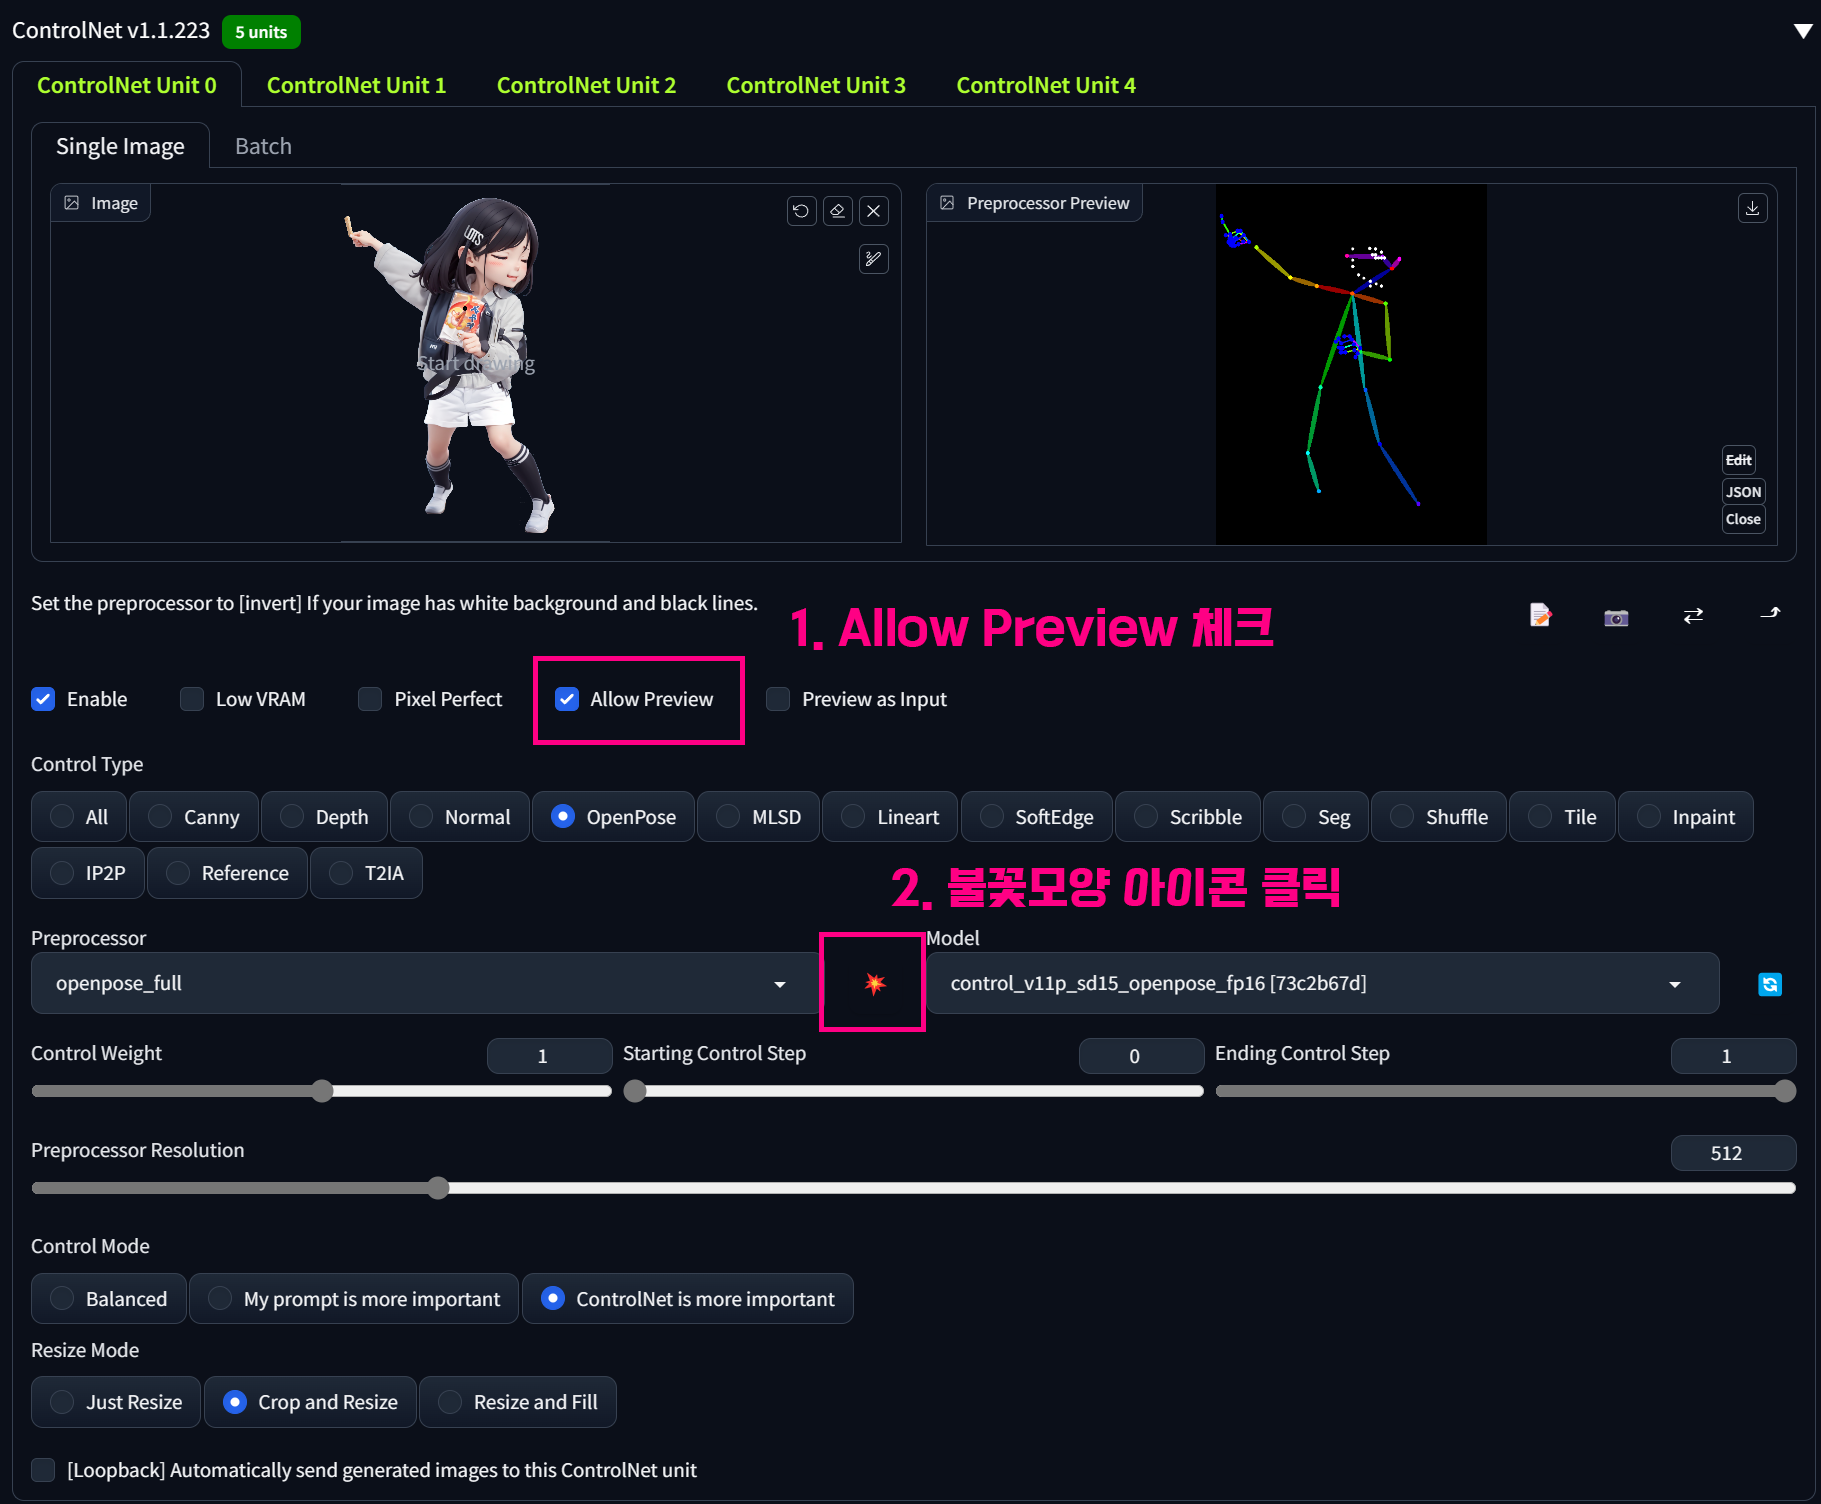 ControlNet v1.1.223 5 units
ControlNet Unit 0 ControlNet Unit 1 ControlNet Unit 2 ControlNet Unit 3 ControlNet Unit 4
Single Image Batch
Image
Preprocessor Preview
LOTS
Start drawing
Edit
JSON
Close
Set the preprocessor to [invert] If your image has white background and black lines.
1. Allow Preview 체크
Enable Low VRAM Pixel Perfect Allow Preview Preview as Input
Control Type
All Canny Depth Normal OpenPose MLSD Lineart SoftEdge Scribble Seg Shuffle Tile Inpaint
IP2P Reference T2IA
2. 불꽃모양 아이콘 클릭
Preprocessor Model
openpose_full control_v11p_sd15_openpose_fp16 [73c2b67d]
Control Weight 1 Starting Control Step 0 Ending Control Step 1
Preprocessor Resolution 512
Control Mode
Balanced My prompt is more important ControlNet is more important
Resize Mode
Just Resize Crop and Resize Resize and Fill
[Loopback] Automatically send generated images to this ControlNet unit